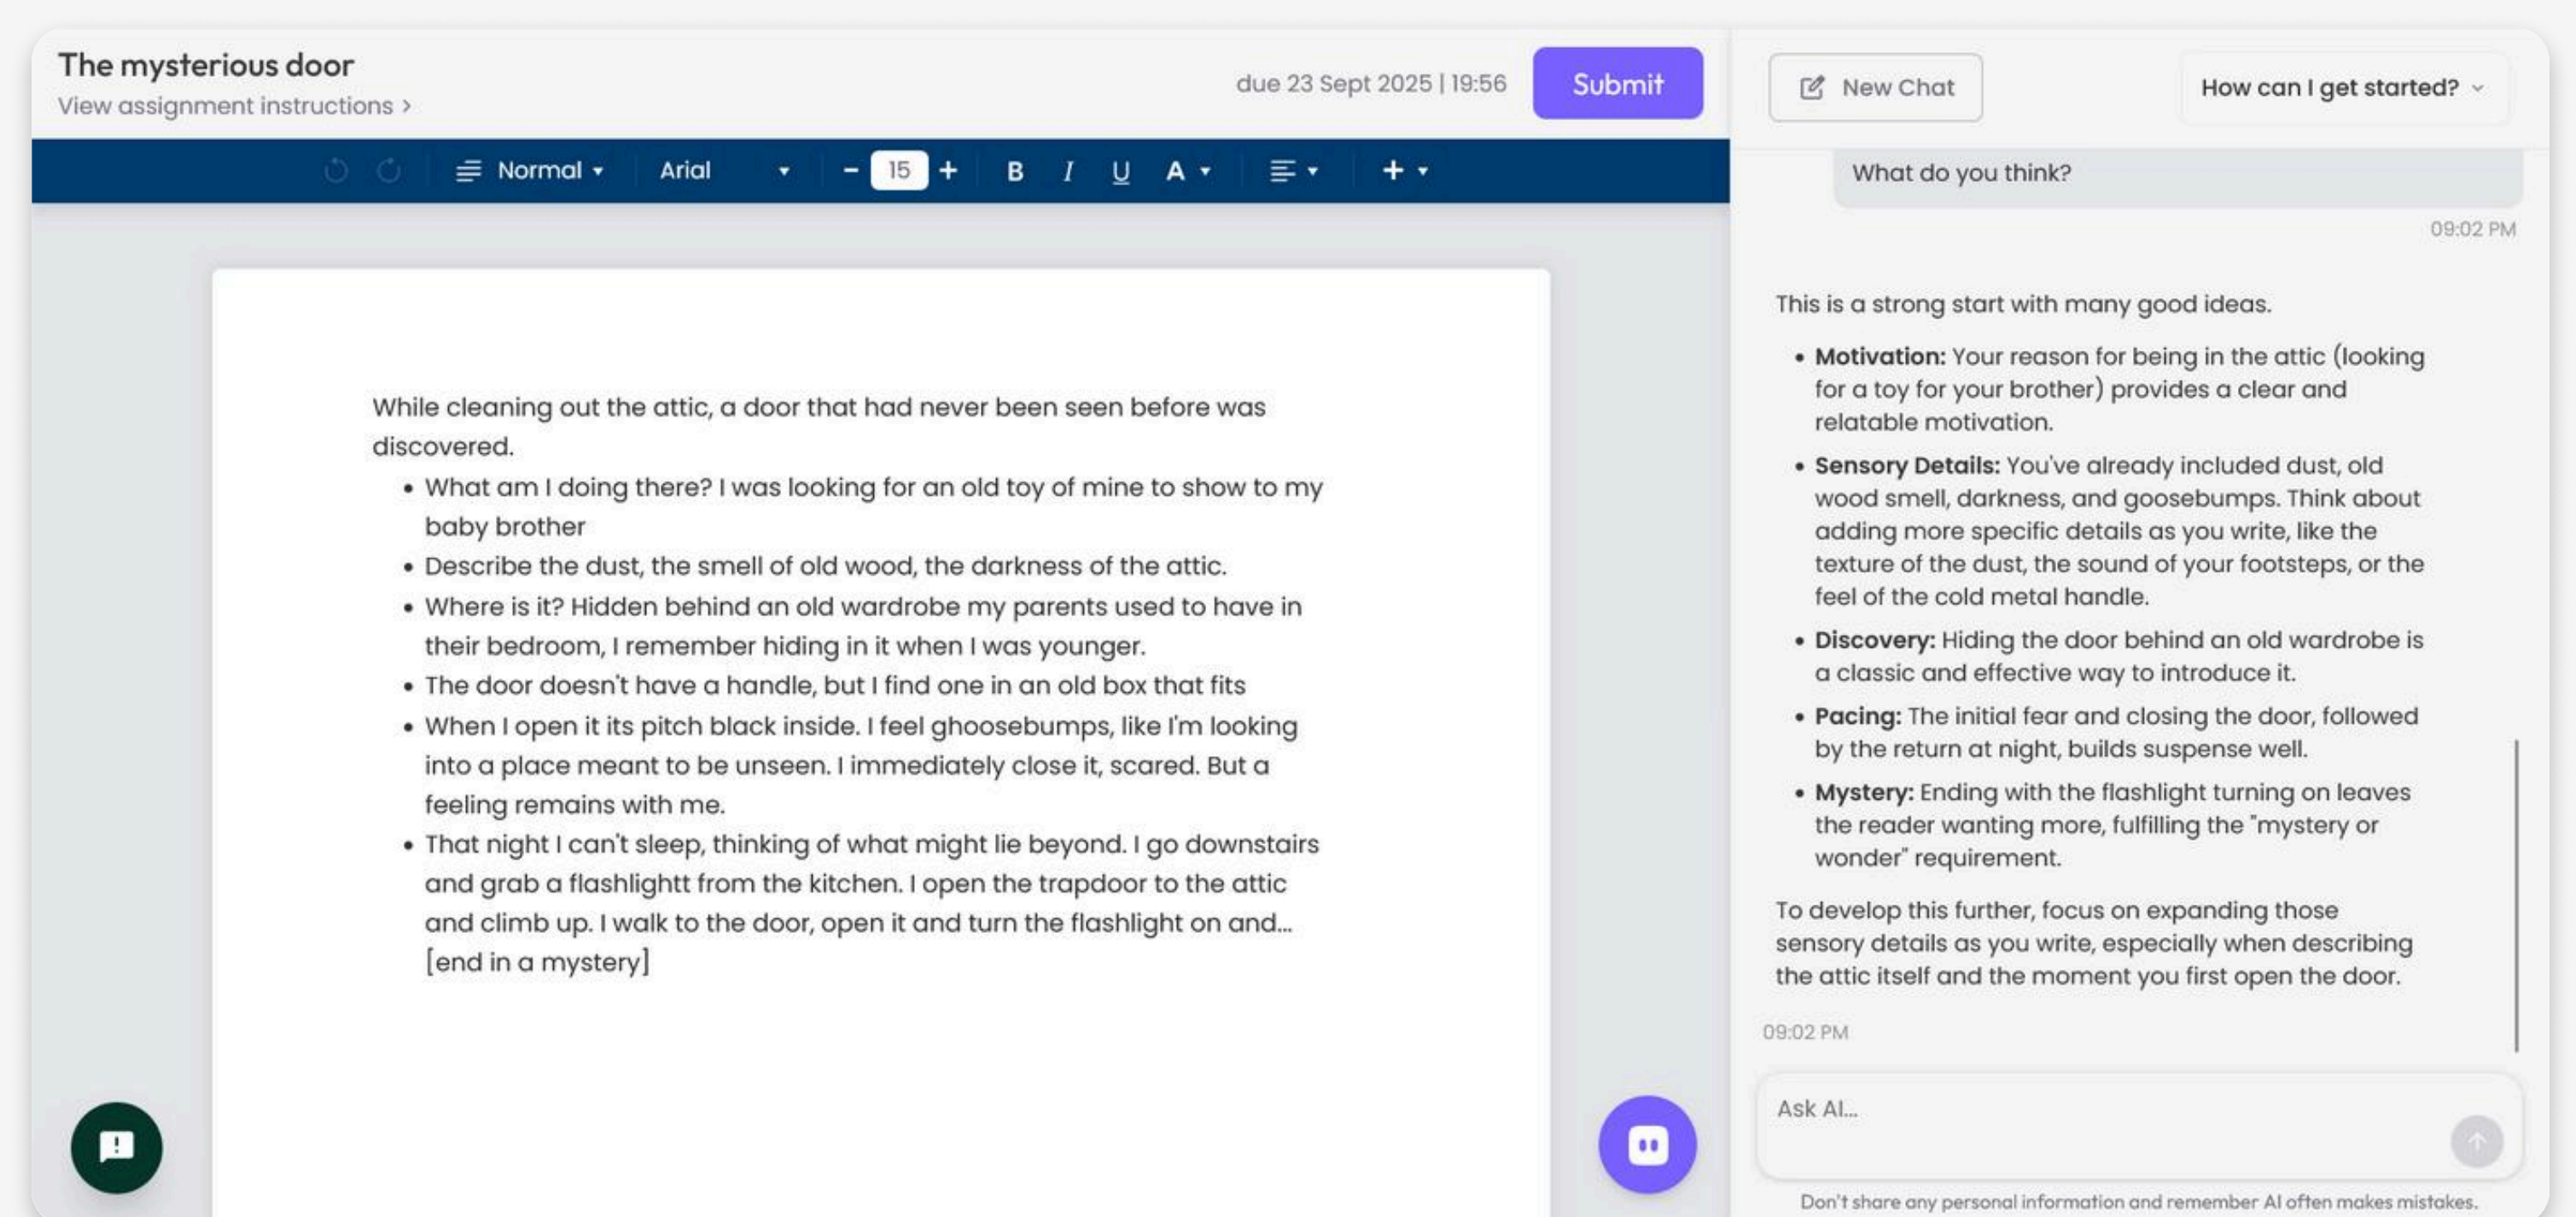 The mysterious door
View assignment instructions >
due 23 Sept 2025 | 19:56
Submit
Normal
Arial
− 15 +
B
I
U
A
+
While cleaning out the attic, a door that had never been seen before was
discovered.
• What am I doing there? I was looking for an old toy of mine to show to my
baby brother
• Describe the dust, the smell of old wood, the darkness of the attic.
• Where is it? Hidden behind an old wardrobe my parents used to have in
their bedroom, I remember hiding in it when I was younger.
• The door doesn't have a handle, but I find one in an old box that fits
• When I open it its pitch black inside. I feel ghoosebumps, like I'm looking
into a place meant to be unseen. I immediately close it, scared. But a
feeling remains with me.
• That night I can't sleep, thinking of what might lie beyond. I go downstairs
and grab a flashlightt from the kitchen. I open the trapdoor to the attic
and climb up. I walk to the door, open it and turn the flashlight on and...
[end in a mystery]
New Chat
How can I get started?
What do you think?
09:02 PM
This is a strong start with many good ideas.
• Motivation: Your reason for being in the attic (looking
for a toy for your brother) provides a clear and
relatable motivation.
• Sensory Details: You've already included dust, old
wood smell, darkness, and goosebumps. Think about
adding more specific details as you write, like the
texture of the dust, the sound of your footsteps, or the
feel of the cold metal handle.
• Discovery: Hiding the door behind an old wardrobe is
a classic and effective way to introduce it.
• Pacing: The initial fear and closing the door, followed
by the return at night, builds suspense well.
• Mystery: Ending with the flashlight turning on leaves
the reader wanting more, fulfilling the "mystery or
wonder" requirement.
To develop this further, focus on expanding those
sensory details as you write, especially when describing
the attic itself and the moment you first open the door.
09:02 PM
Ask AI...
Don't share any personal information and remember AI often makes mistakes.